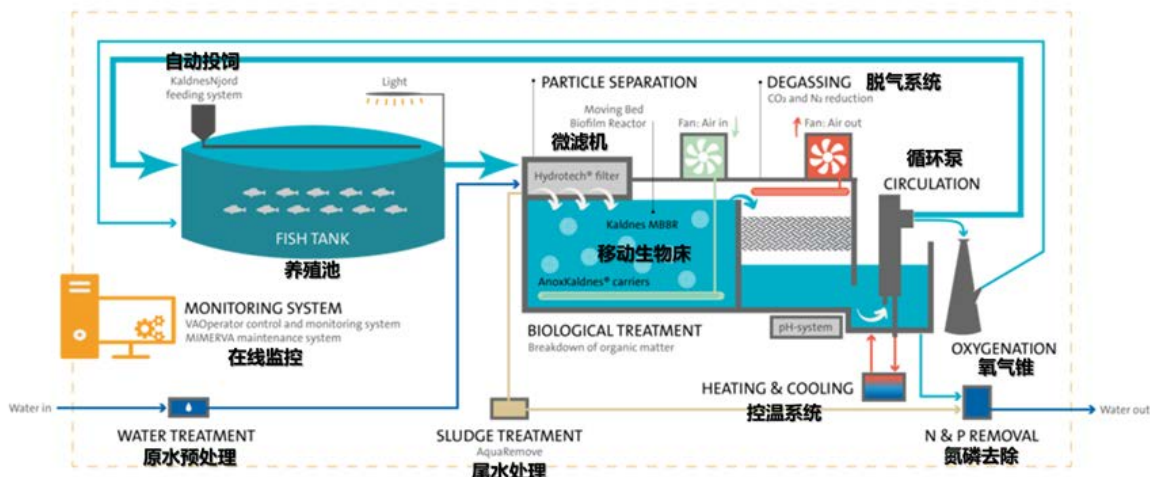 自动投饲
KaldnesNjord
feeding system
Light
PARTICLE SEPARATION
Moving Bed
Biofilm Reactor
微滤机
Hydrotech® filter
DEGASSING
脱气系统
CO₂ and N₂ reduction
Fan: Air in
Fan: Air out
循环泵
CIRCULATION
FISH TANK
养殖池
Kaldnes MBBR
移动生物床
AnoxKaldnes® carriers
MONITORING SYSTEM
VAOperator control and monitoring system
MIMERVA maintenance system
在线监控
BIOLOGICAL TREATMENT
Breakdown of organic matter
pH-system
OXYGENATION
氧气锥
HEATING & COOLING
控温系统
Water in
WATER TREATMENT
原水预处理
SLUDGE TREATMENT
AquaRemove
尾水处理
N & P REMOVAL
氮磷去除
Water out